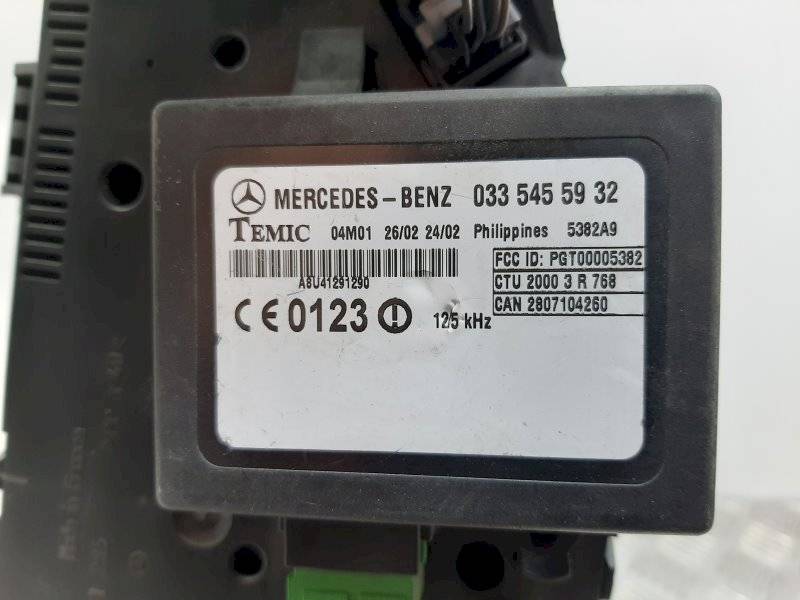 MERCEDES-BENZ 033 545 59 32
TEMIC 04M01 26/02 24/02 Philippines 5382A9
FCC ID: PGT00005382
A8U41291290
CTU 2000 3 R 768
CAN 2807104260
CE 0123 125 kHz